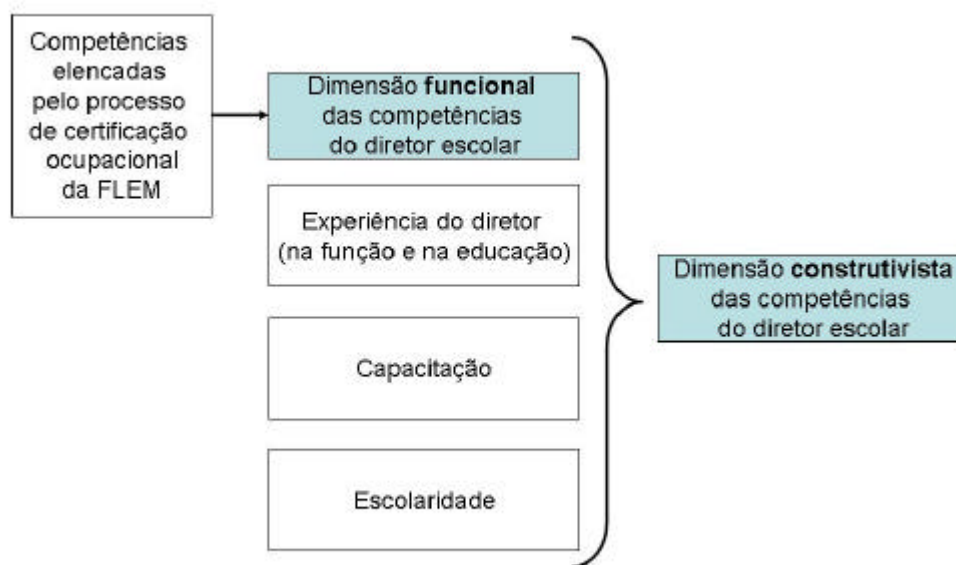 Competências
elencadas
pelo processo
de certificação
ocupacional
da FLEM
Dimensão funcional
das competências
do diretor escolar
Experiência do diretor
(na função e na educação)
Capacitação
Escolaridade
Dimensão construtivista
das competências
do diretor escolar